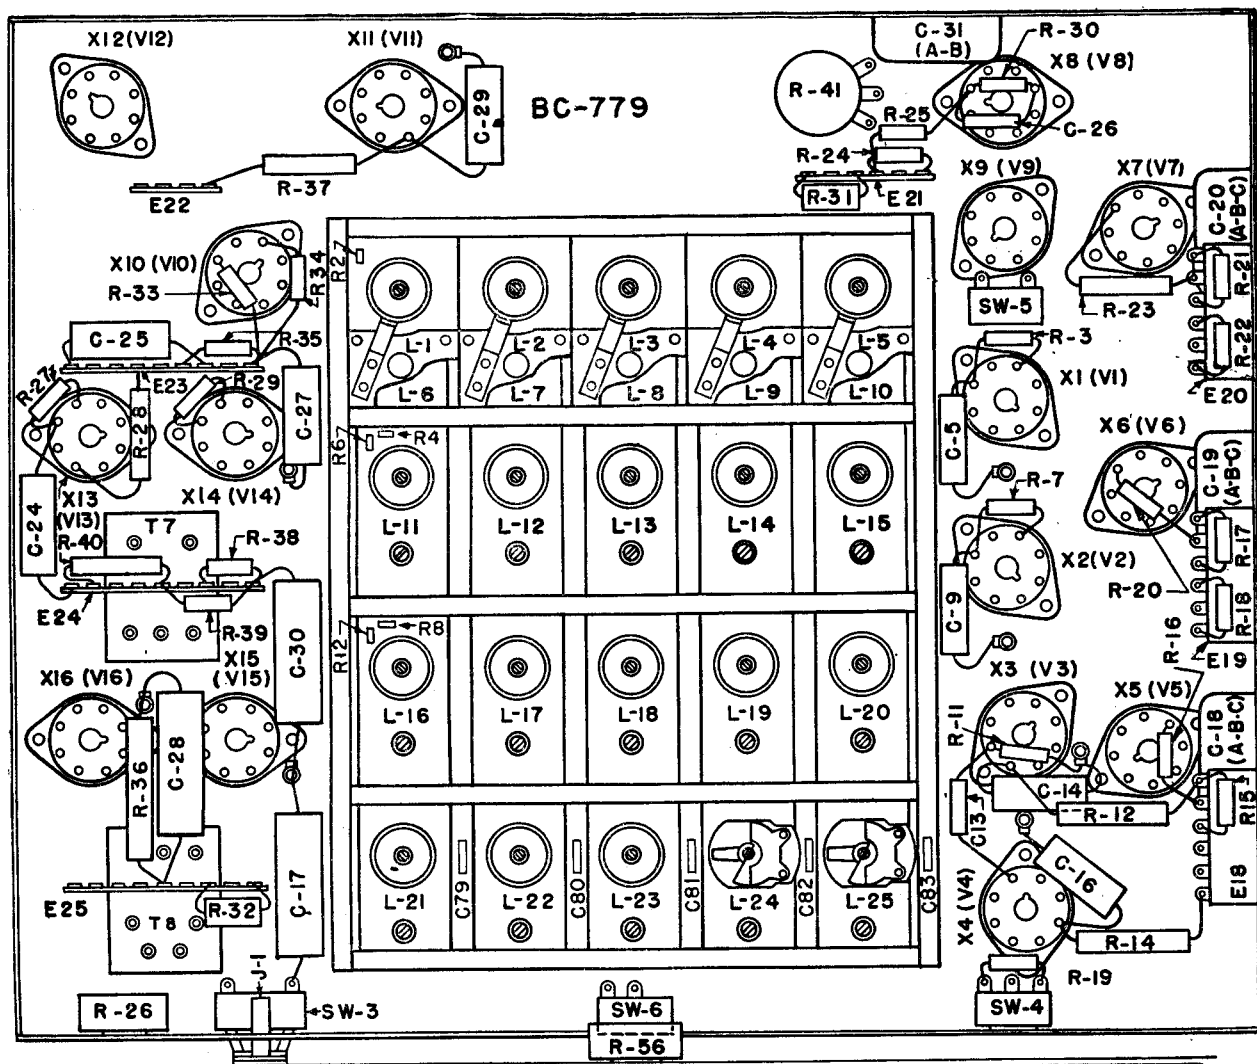 X12(V12)
X11(V11)
C-29
BC-779
C-31
(A-B)
R-30
X8(V8)
R-41
R-25
C-26
R-24
R-37
E22
R-31
E21
X9(V9)
X7(V7)
C-20
(A-B-C)
X10(V10)
R-33
R34
R27
R-21
SW-5
R-23
C-25
R-35
L-1
L-2
L-3
L-4
L-5
R-3
R-22
R-27
E23
R-29
L-6
L-7
L-8
L-9
L-10
X1(V1)
E20
R-28
C-27
R6
R4
C-5
X6(V6)
C-19
(A-B-C)
C-24
X13
(V13)
X14(V14)
R-7
T7
L-11
L-12
L-13
L-14
L-15
R-17
R-40
R-38
X2(V2)
R-20
C-9
R-18
E24
R-39
C-30
R12
R8
R-16
E19
X16(V16)
X15
(V15)
X3(V3)
X5(V5)
C-18
(A-B-C)
L-16
L-17
L-18
L-19
L-20
R-11
R-36
C-28
C-14
R15
C13
R-12
C-17
C-16
E18
E25
R-32
L-21
C79
L-22
C80
L-23
C81
L-24
C82
L-25
C83
X4(V4)
T8
R-14
J-1
R-19
R-26
SW-3
SW-6
SW-4
R-56